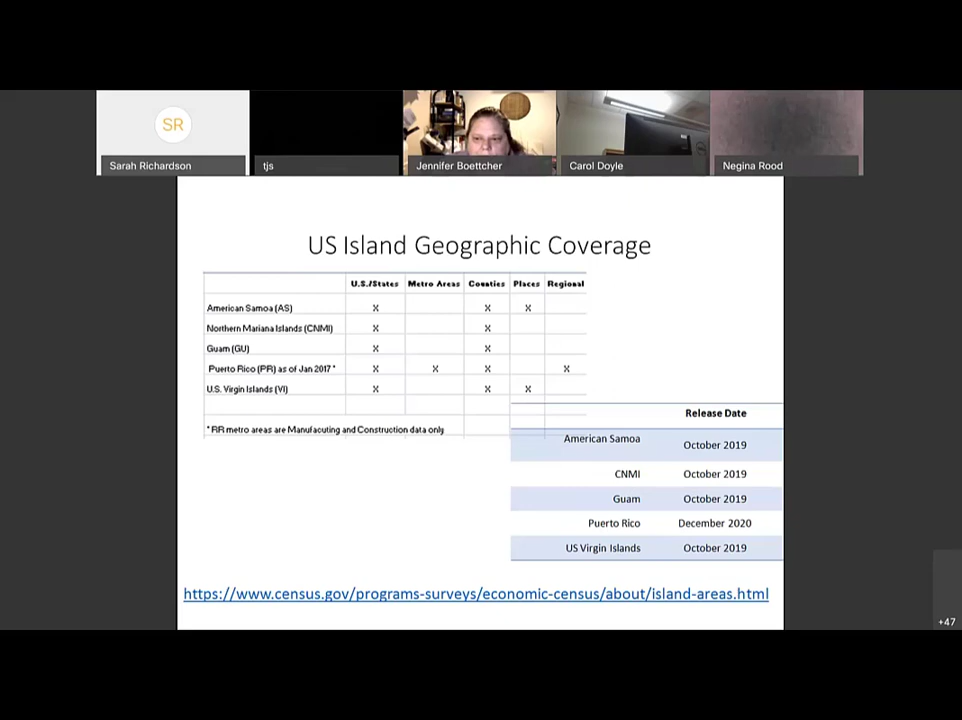 SR
Sarah Richardson
tjs
Jennifer Boettcher
Carol Doyle
Negina Rood
US Island Geographic Coverage
U.S./States Metro Areas Counties Places Regional
American Samoa (AS) X X X
Northern Mariana Islands (CNMI) X X
Guam (GU) X X
Puerto Rico (PR) as of Jan 2017 * X X X X
U.S. Virgin Islands (VI) X X X
* PR metro areas are Manufacuting and Construction data only
Release Date
American Samoa October 2019
CNMI October 2019
Guam October 2019
Puerto Rico December 2020
US Virgin Islands October 2019
https://www.census.gov/programs-surveys/economic-census/about/island-areas.html
+47